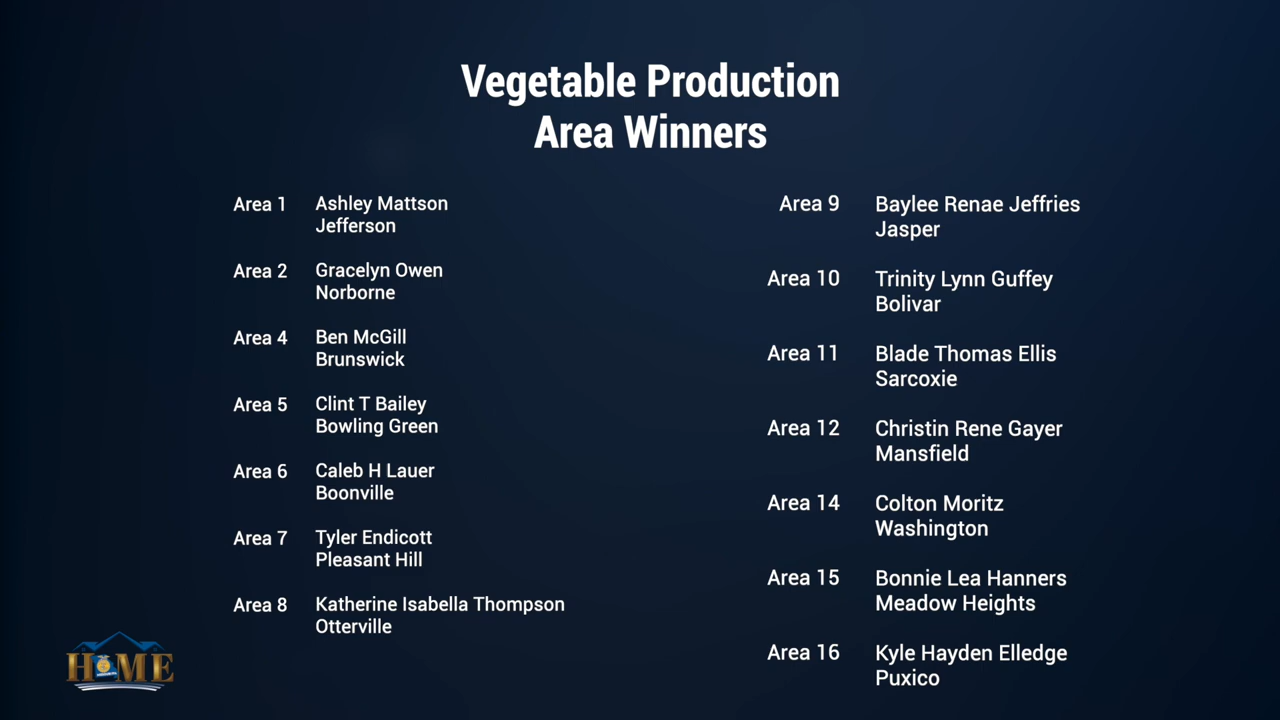 Vegetable Production
Area Winners
Area 1 Ashley Mattson
Jefferson
Area 2 Gracelyn Owen
Norborne
Area 4 Ben McGill
Brunswick
Area 5 Clint T Bailey
Bowling Green
Area 6 Caleb H Lauer
Boonville
Area 7 Tyler Endicott
Pleasant Hill
Area 8 Katherine Isabella Thompson
Otterville
Area 9 Baylee Renae Jeffries
Jasper
Area 10 Trinity Lynn Guffey
Bolivar
Area 11 Blade Thomas Ellis
Sarcoxie
Area 12 Christin Rene Gayer
Mansfield
Area 14 Colton Moritz
Washington
Area 15 Bonnie Lea Hanners
Meadow Heights
Area 16 Kyle Hayden Elledge
Puxico
HOME